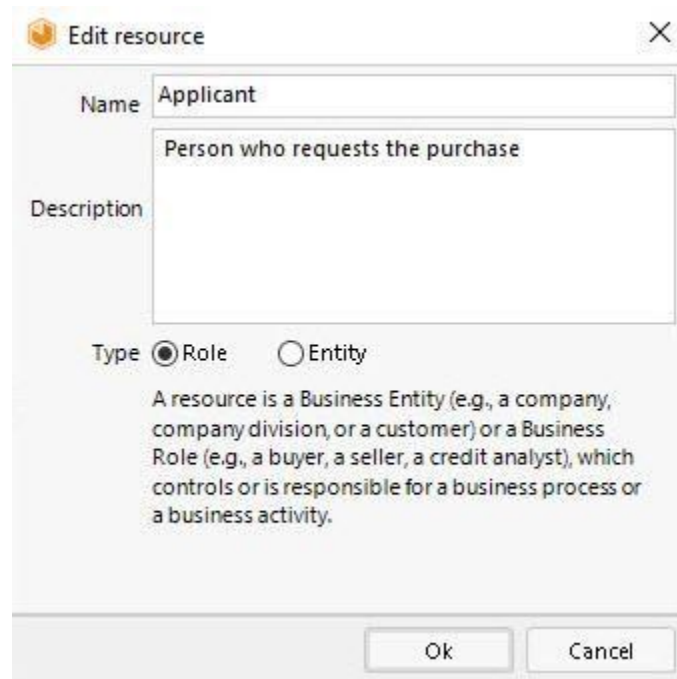 Edit resource
Name Applicant
Person who requests the purchase
Description
Type Role Entity
A resource is a Business Entity (e.g., a company,
company division, or a customer) or a Business
Role (e.g., a buyer, a seller, a credit analyst), which
controls or is responsible for a business process or
a business activity.
Ok Cancel